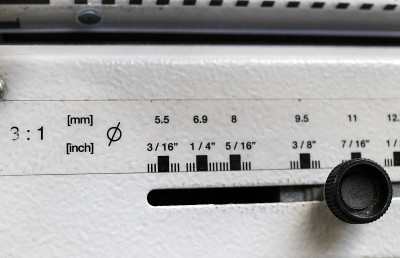 [mm] 5.5 6.9 8 9.5 11
3 : 1 Ø
[inch] 3/16" 1/4" 5/16" 3/8" 7/16"